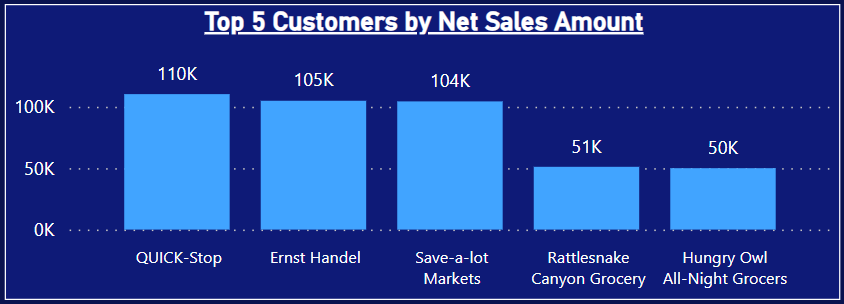 Top 5 Customers by Net Sales Amount
110K
105K
104K
51K
50K
100K
50K
0K
QUICK-Stop
Ernst Handel
Save-a-lot
Markets
Rattlesnake
Canyon Grocery
Hungry Owl
All-Night Grocers